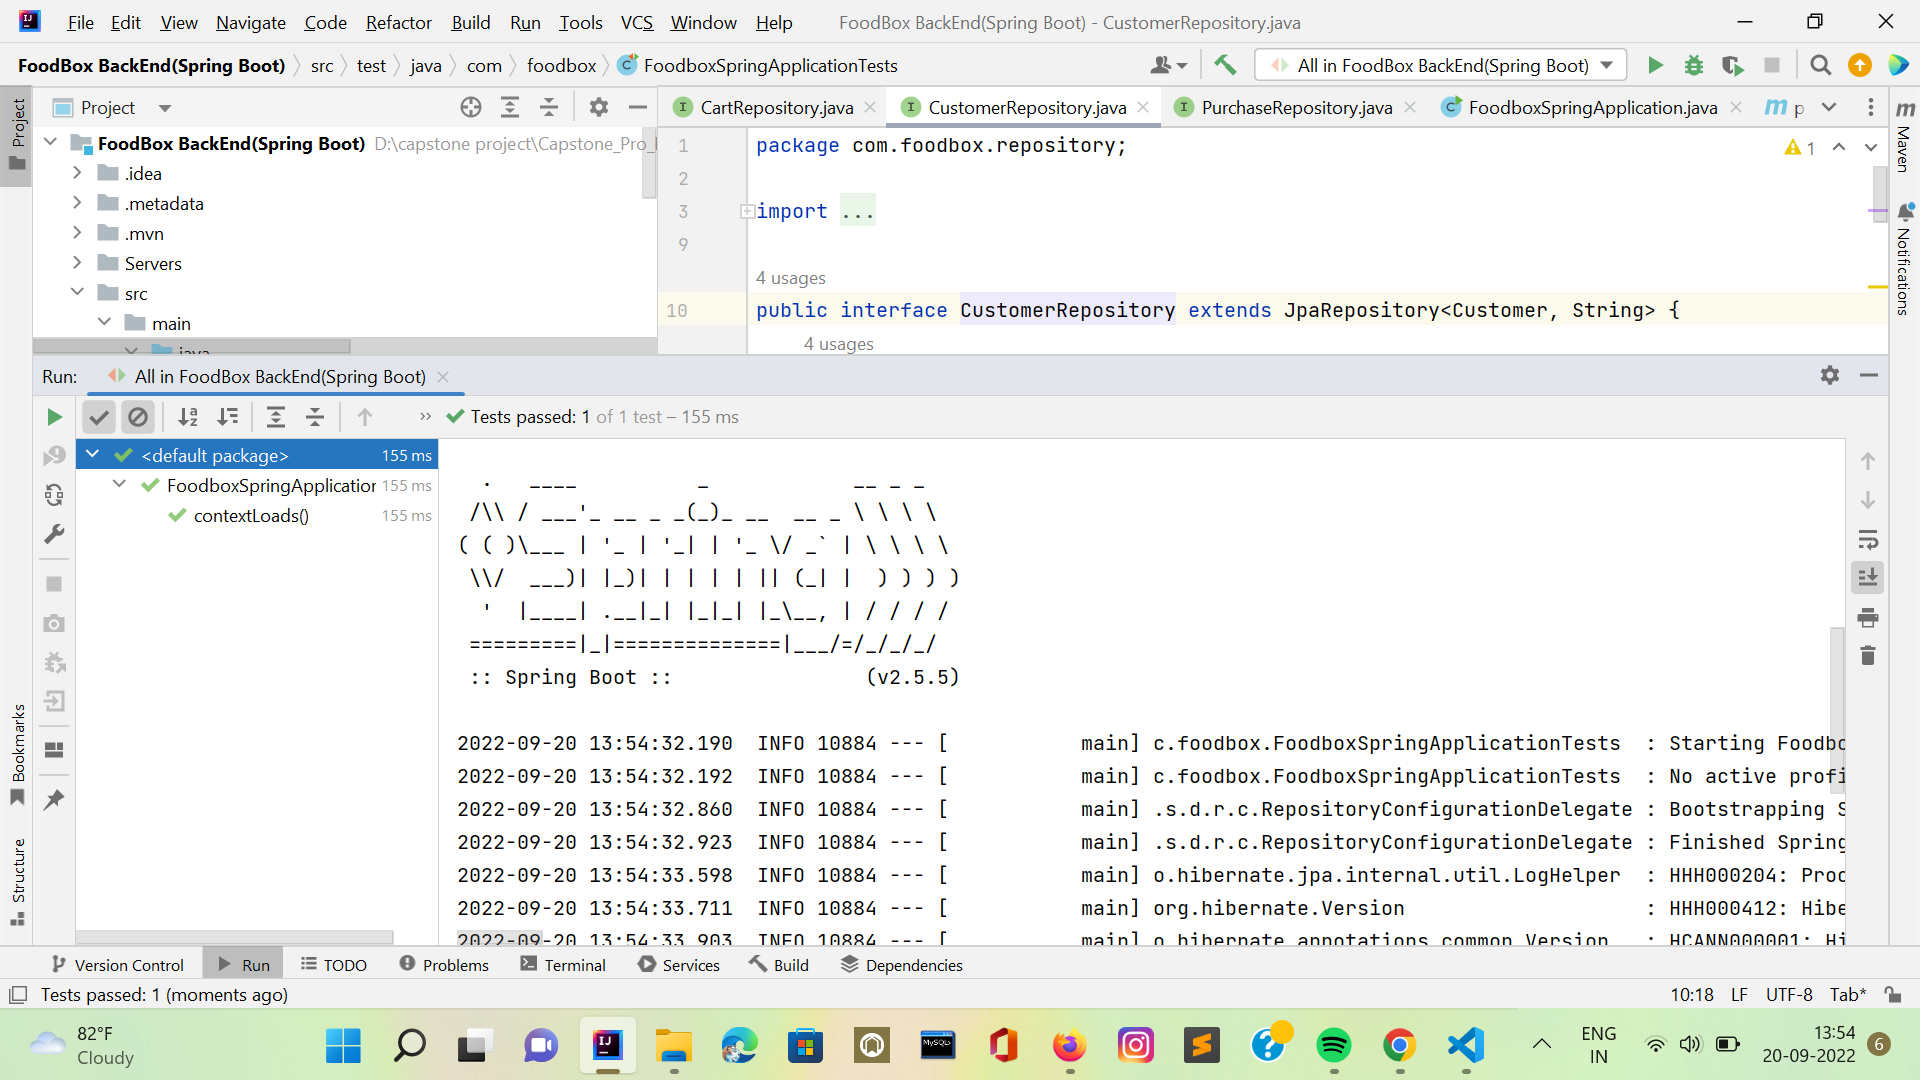 File Edit View Navigate Code Refactor Build Run Tools VCS Window Help FoodBox BackEnd(Spring Boot) - CustomerRepository.java
FoodBox BackEnd(Spring Boot) src test java com foodbox FoodboxSpringApplicationTests All in FoodBox BackEnd(Spring Boot)
Project
Project
CartRepository.java CustomerRepository.java PurchaseRepository.java FoodboxSpringApplication.java p
FoodBox BackEnd(Spring Boot) D:\capstone project\Capstone_Pro_
.idea
.metadata
.mvn
Servers
src
main
java
1 package com.foodbox.repository;
1
2
3 import ...
9
4 usages
10 public interface CustomerRepository extends JpaRepository<Customer, String> {
4 usages
Maven
Notifications
Run: All in FoodBox BackEnd(Spring Boot)
Tests passed: 1 of 1 test – 155 ms
<default package> 155 ms
FoodboxSpringApplication 155 ms
contextLoads() 155 ms
  .   ____          _            __ _ _
 /\\ / ___'_ __ _ _(_)_ __  __ _ \ \ \ \
( ( )\___ | '_ | '_| | '_ \/ _` | \ \ \ \
 \\/  ___)| |_)| | | | | || (_| |  ) ) ) )
  '  |____| .__|_| |_|_| |_\__, | / / / /
 =========|_|==============|___/=/_/_/_/
:: Spring Boot :: (v2.5.5)
2022-09-20 13:54:32.190 INFO 10884 --- [ main] c.foodbox.FoodboxSpringApplicationTests : Starting Foodbo
2022-09-20 13:54:32.192 INFO 10884 --- [ main] c.foodbox.FoodboxSpringApplicationTests : No active profi
2022-09-20 13:54:32.860 INFO 10884 --- [ main] .s.d.r.c.RepositoryConfigurationDelegate : Bootstrapping S
2022-09-20 13:54:32.923 INFO 10884 --- [ main] .s.d.r.c.RepositoryConfigurationDelegate : Finished Spring
2022-09-20 13:54:33.598 INFO 10884 --- [ main] o.hibernate.jpa.internal.util.LogHelper : HHH000204: Proc
2022-09-20 13:54:33.711 INFO 10884 --- [ main] org.hibernate.Version : HHH000412: Hibe
2022-09-20 13:54:33.903 INFO 10884 --- [ main] o.hibernate.annotations.common.Version : HCANN000001: Hi
Bookmarks
Structure
Version Control Run TODO Problems Terminal Services Build Dependencies
Tests passed: 1 (moments ago) 10:18 LF UTF-8 Tab*
82°F
Cloudy
MySQL
ENG
IN
13:54
20-09-2022
6